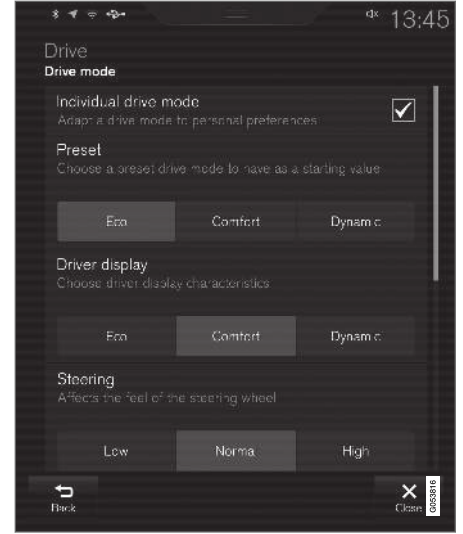 13:45
Drive
Drive mode
Individual drive mode
Adapt a drive mode to personal preferences
Preset
Choose a preset drive mode to have as a starting value
Eco Comfort Dynamic
Driver display
Choose driver display characteristics
Eco Comfort Dynamic
Steering
Affects the feel of the steering wheel
Low Normal High
Back Close
G053816